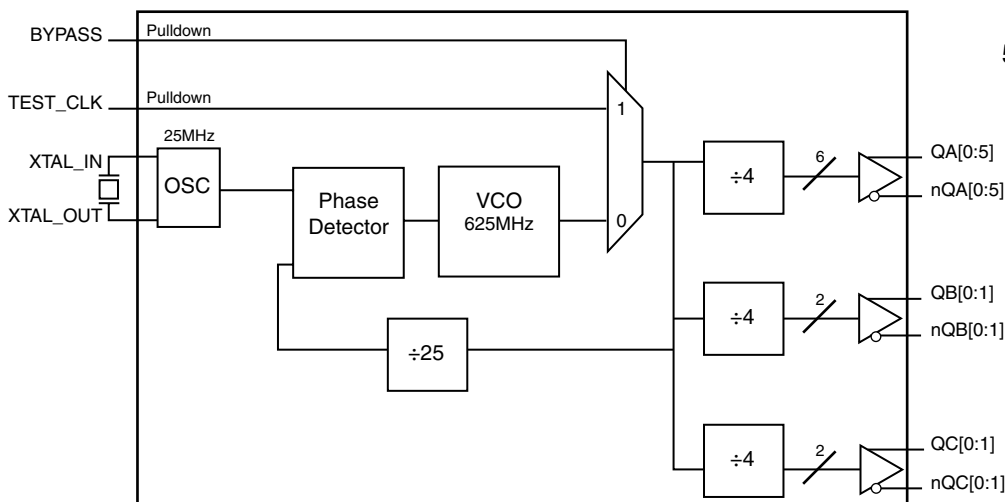 BYPASS
Pulldown
TEST_CLK
Pulldown
1
25MHz
XTAL_IN
OSC
XTAL_OUT
Phase
Detector
VCO
625MHz
0
÷4
6
QA[0:5]
nQA[0:5]
÷25
÷4
2
QB[0:1]
nQB[0:1]
÷4
2
QC[0:1]
nQC[0:1]